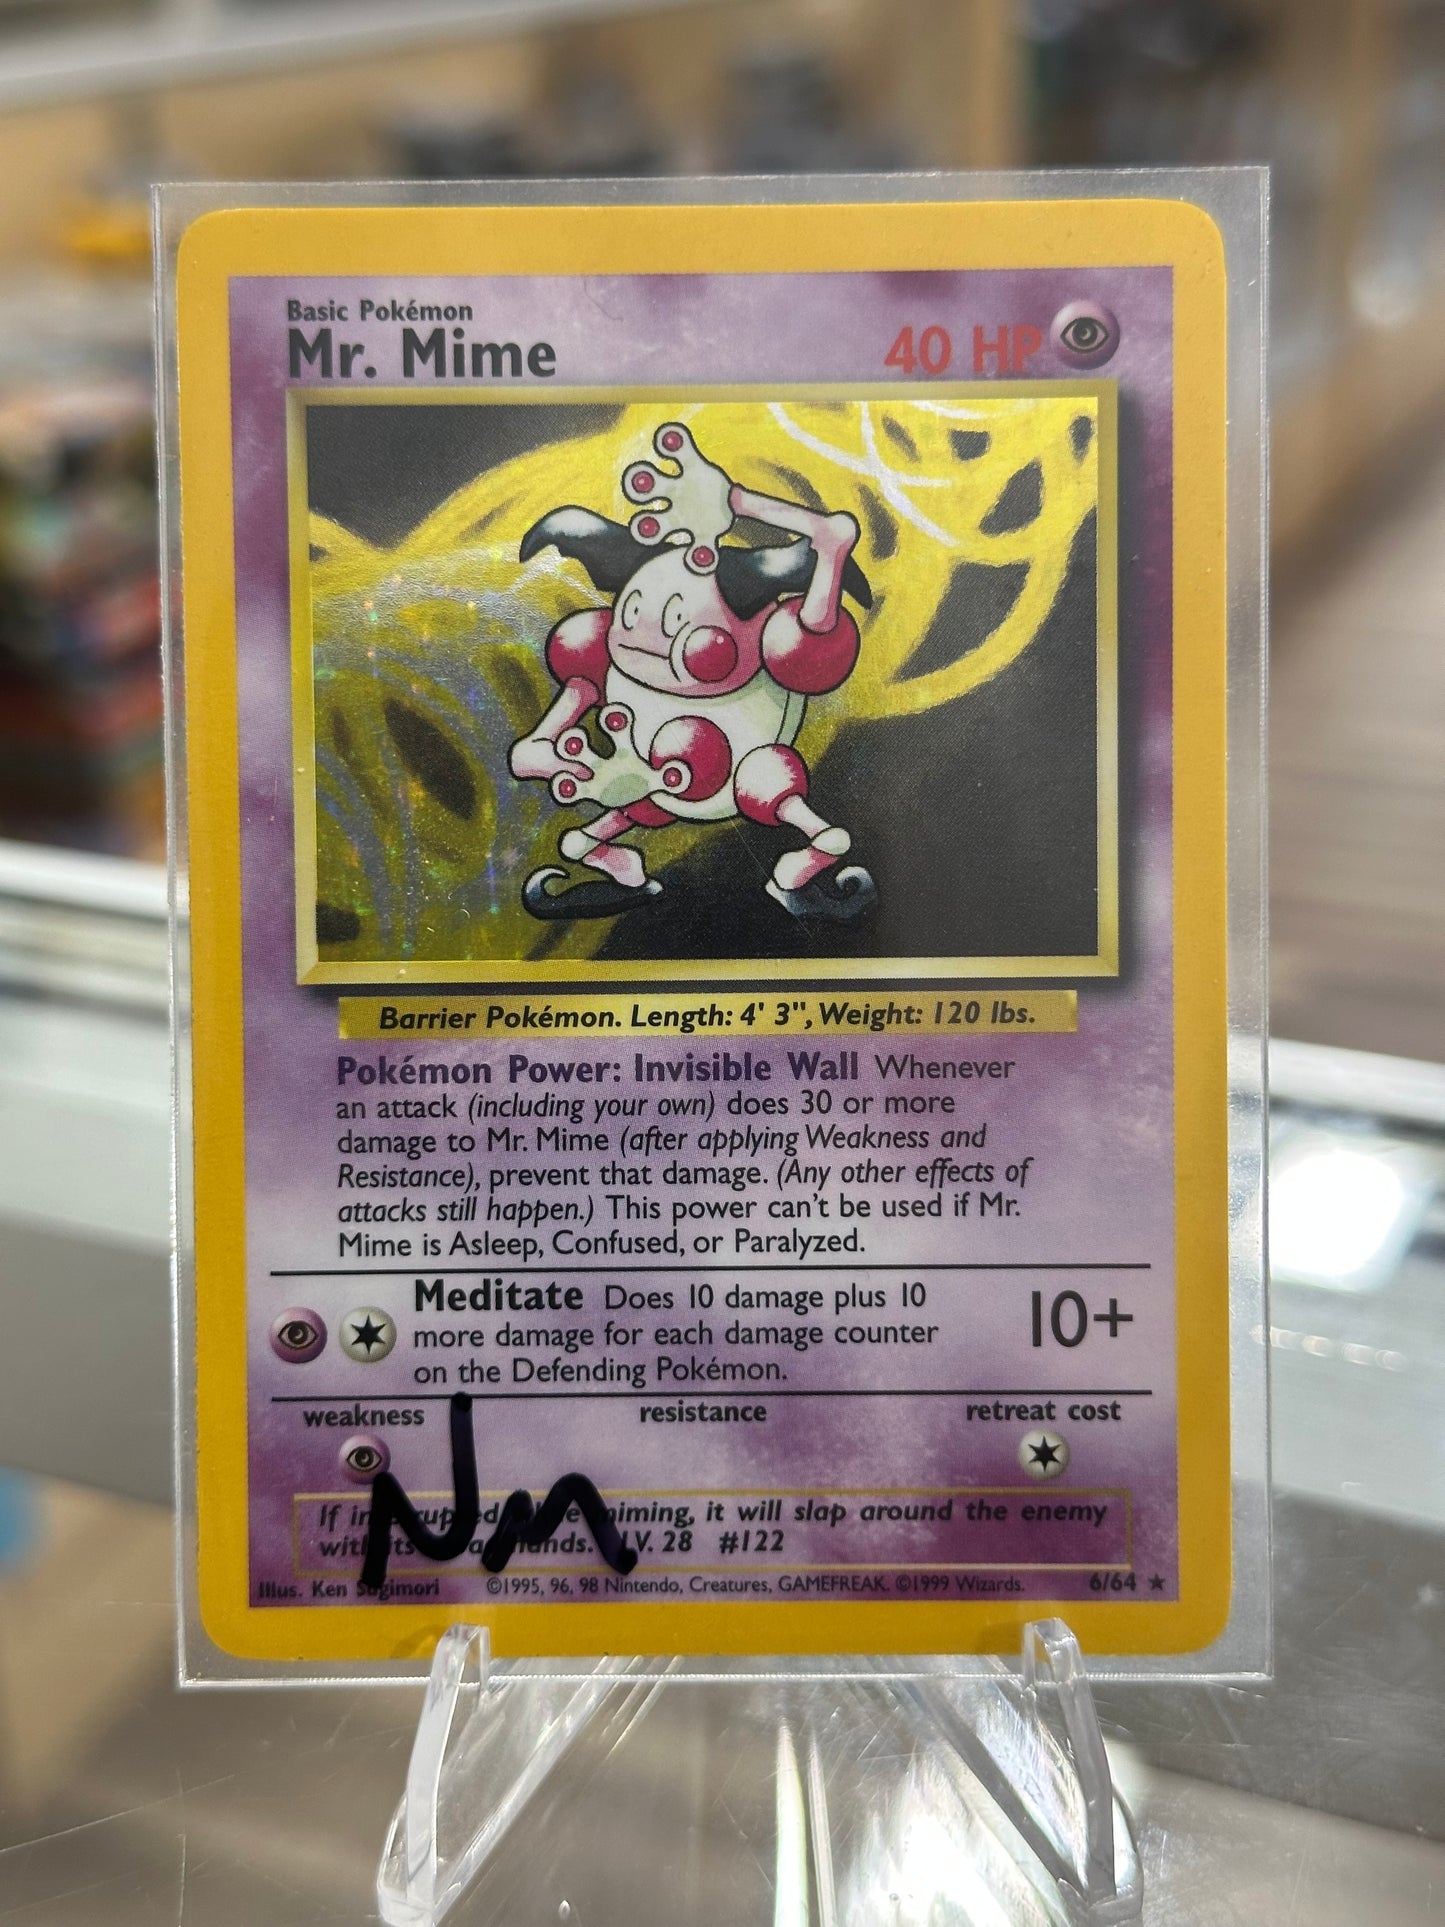 Basic Pokémon
Mr. Mime
40 HP
Barrier Pokémon. Length: 4' 3", Weight: 120 lbs.
Pokémon Power: Invisible Wall Whenever
an attack (including your own) does 30 or more
damage to Mr. Mime (after applying Weakness and
Resistance), prevent that damage. (Any other effects of
attacks still happen.) This power can't be used if Mr.
Mime is Asleep, Confused, or Paralyzed.
Meditate Does 10 damage plus 10
more damage for each damage counter
on the Defending Pokémon.
10+
weakness
resistance
retreat cost
If miming, it will slap around the enemy
with its hands. LV. 28 #122
Illus. Ken Sugimori
©1995, 96, 98 Nintendo, Creatures, GAMEFREAK. ©1999 Wizards.
6/64 ★